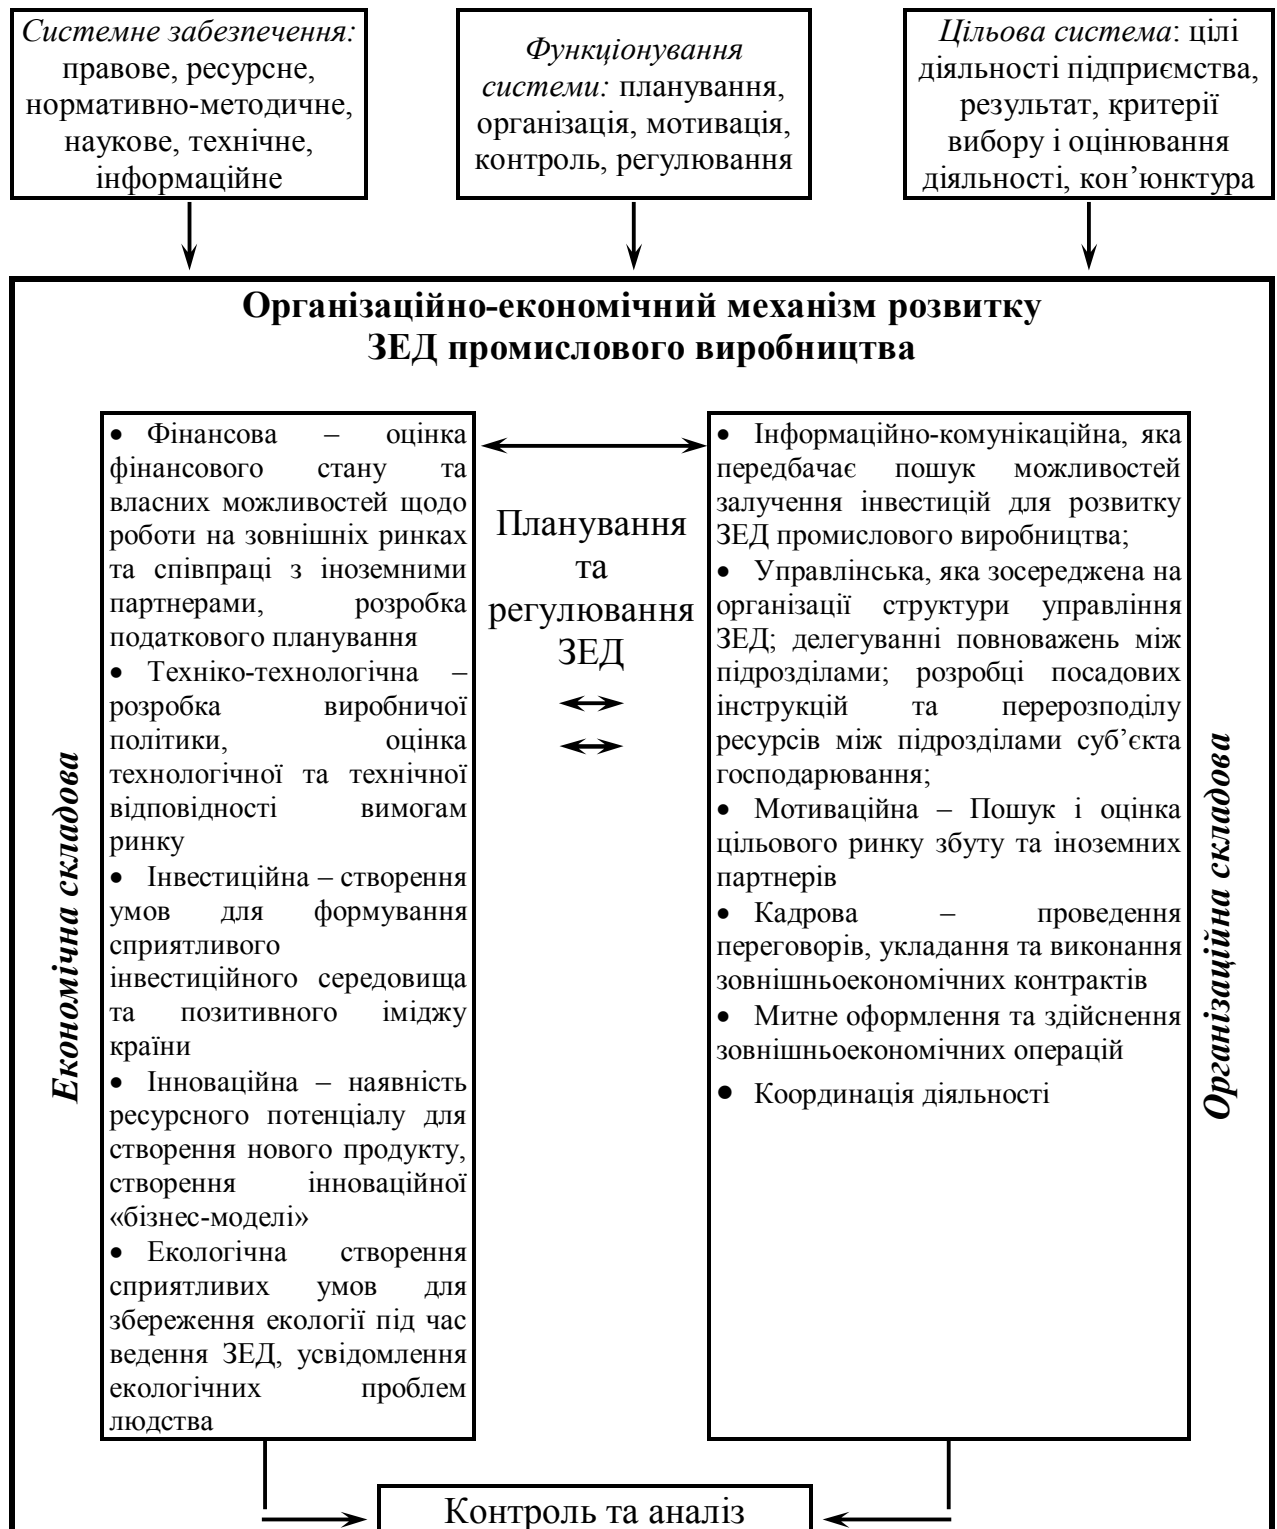 Системне забезпечення:
правове, ресурсне,
нормативно-методичне,
наукове, технічне,
інформаційне
Функціонування
системи: планування,
організація, мотивація,
контроль, регулювання
Цільова система: цілі
діяльності підприємства,
результат, критерії
вибору і оцінювання
діяльності, кон’юнктура
Організаційно-економічний механізм розвитку
ЗЕД промислового виробництва
Економічна складова
• Фінансова – оцінка
фінансового стану та
власних можливостей щодо
роботи на зовнішніх ринках
та співпраці з іноземними
партнерами, розробка
податкового планування
• Техніко-технологічна –
розробка виробничої
політики, оцінка
технологічної та технічної
відповідності вимогам
ринку
• Інвестиційна – створення
умов для формування
сприятливого
інвестиційного середовища
та позитивного іміджу
країни
• Інноваційна – наявність
ресурсного потенціалу для
створення нового продукту,
створення інноваційної
«бізнес-моделі»
• Екологічна створення
сприятливих умов для
збереження екології під час
ведення ЗЕД, усвідомлення
екологічних проблем
людства
Планування
та
регулювання
ЗЕД
• Інформаційно-комунікаційна, яка
передбачає пошук можливостей
залучення інвестицій для розвитку
ЗЕД промислового виробництва;
• Управлінська, яка зосереджена на
організації структури управління
ЗЕД; делегуванні повноважень між
підрозділами; розробці посадових
інструкцій та перерозподілу
ресурсів між підрозділами суб’єкта
господарювання;
• Мотиваційна – Пошук і оцінка
цільового ринку збуту та іноземних
партнерів
• Кадрова – проведення
переговорів, укладання та виконання
зовнішньоекономічних контрактів
• Митне оформлення та здійснення
зовнішньоекономічних операцій
• Координація діяльності
Організаційна складова
Контроль та аналіз